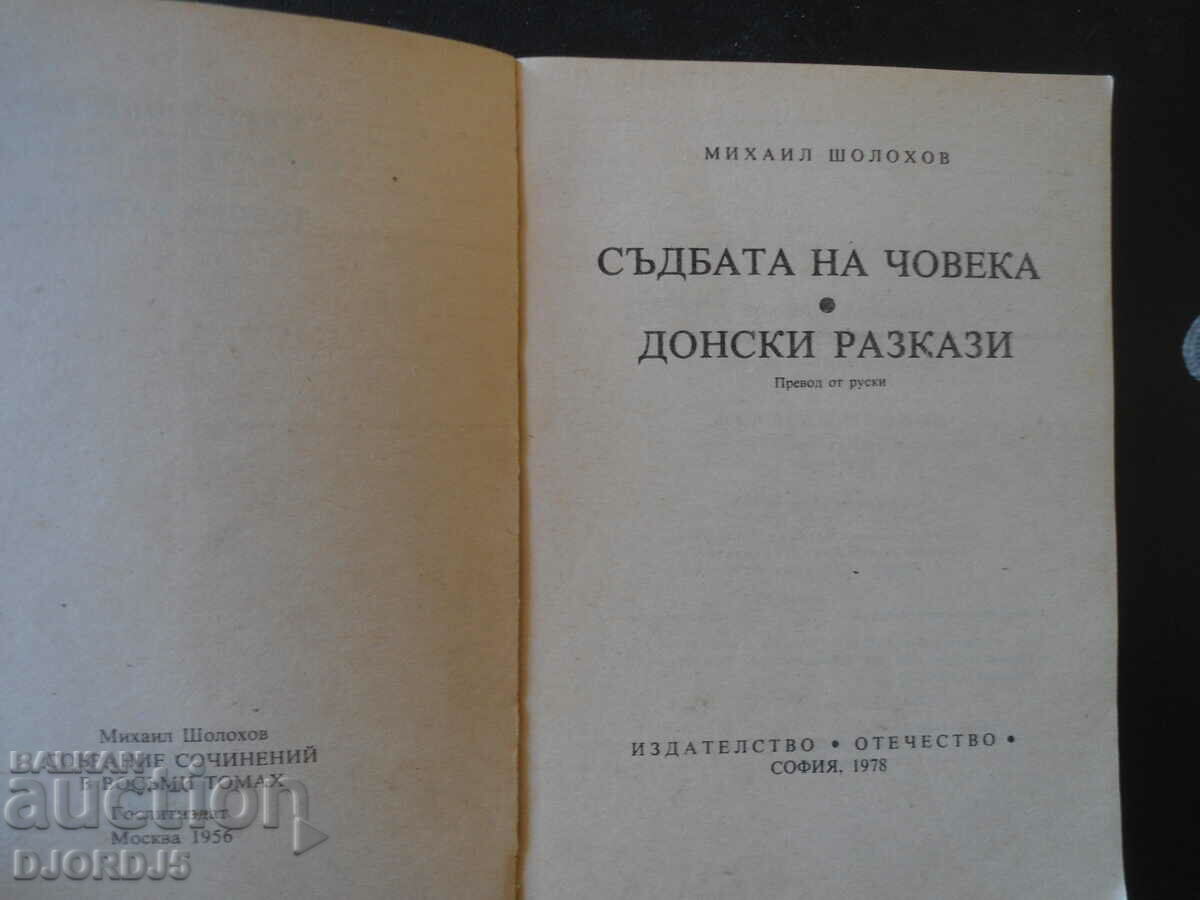 Михаил Шолохов
СОБРАНИЕ СОЧИНЕНИЙ
В ВОСЬМИ ТОМАХ
Гослитиздат
Москва 1956
МИХАИЛ ШОЛОХОВ
СЪДБАТА НА ЧОВЕКА
•
ДОНСКИ РАЗКАЗИ
Превод от руски
ИЗДАТЕЛСТВО • ОТЕЧЕСТВО •
СОФИЯ, 1978
BALKAN
auction
DJORDJ5